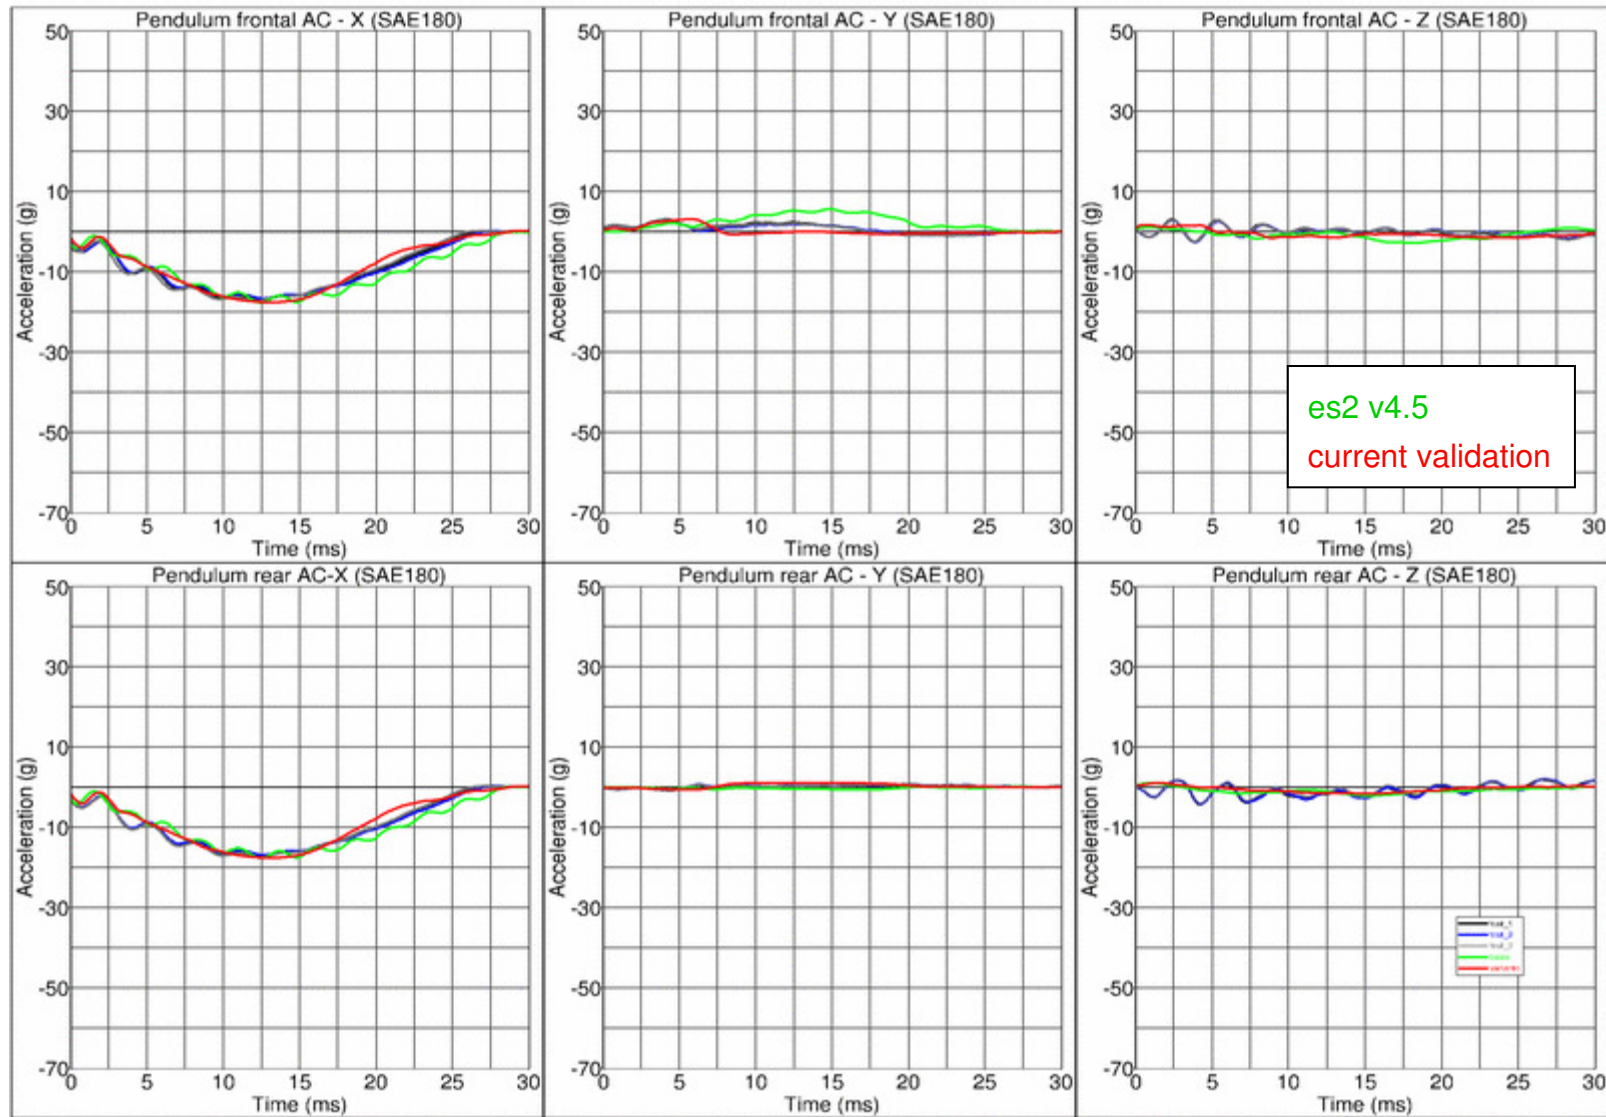 Pendulum frontal AC - X (SAE180)
50
30
10
-10
-30
-50
-70
Acceleration (g)
0 5 10 15 20 25 30
Time (ms)
Pendulum frontal AC - Y (SAE180)
50
30
10
-10
-30
-50
-70
Acceleration (g)
0 5 10 15 20 25 30
Time (ms)
Pendulum frontal AC - Z (SAE180)
50
30
10
-10
-30
-50
-70
Acceleration (g)
es2 v4.5
current validation
0 5 10 15 20 25 30
Time (ms)
Pendulum rear AC-X (SAE180)
50
30
10
-10
-30
-50
-70
Acceleration (g)
0 5 10 15 20 25 30
Time (ms)
Pendulum rear AC - Y (SAE180)
50
30
10
-10
-30
-50
-70
Acceleration (g)
0 5 10 15 20 25 30
Time (ms)
Pendulum rear AC - Z (SAE180)
50
30
10
-10
-30
-50
-70
Acceleration (g)
0 5 10 15 20 25 30
Time (ms)